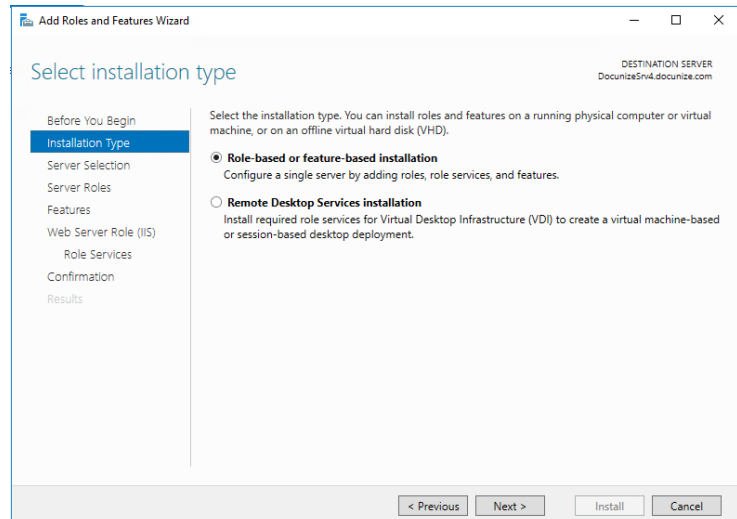 Add Roles and Features Wizard
Select installation type
DESTINATION SERVER
DocunizeSrv4.docunize.com
Before You Begin
Installation Type
Server Selection
Server Roles
Features
Web Server Role (IIS)
Role Services
Confirmation
Results
Select the installation type. You can install roles and features on a running physical computer or virtual
machine, or on an offline virtual hard disk (VHD).
Role-based or feature-based installation
Configure a single server by adding roles, role services, and features.
Remote Desktop Services installation
Install required role services for Virtual Desktop Infrastructure (VDI) to create a virtual machine-based
or session-based desktop deployment.
< Previous
Next >
Install
Cancel